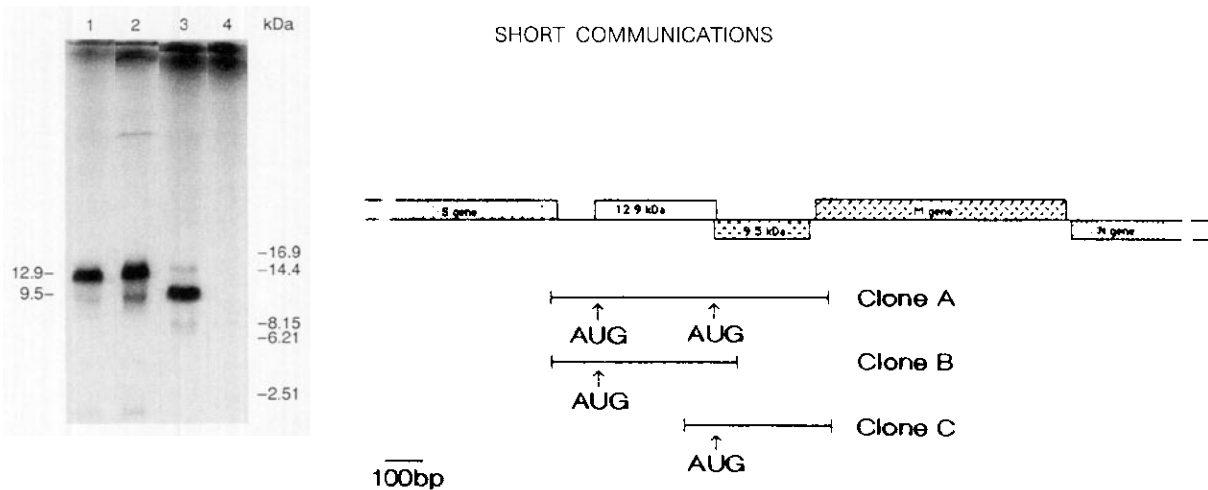 1 2 3 4 kDa
SHORT COMMUNICATIONS
S gene
12.9 kDa
M gene
9.5 kDa
N gene
-16.9
12.9-
-14.4
9.5-
-8.15
-6.21
-2.51
Clone A
AUG AUG
Clone B
AUG
Clone C
AUG
100bp